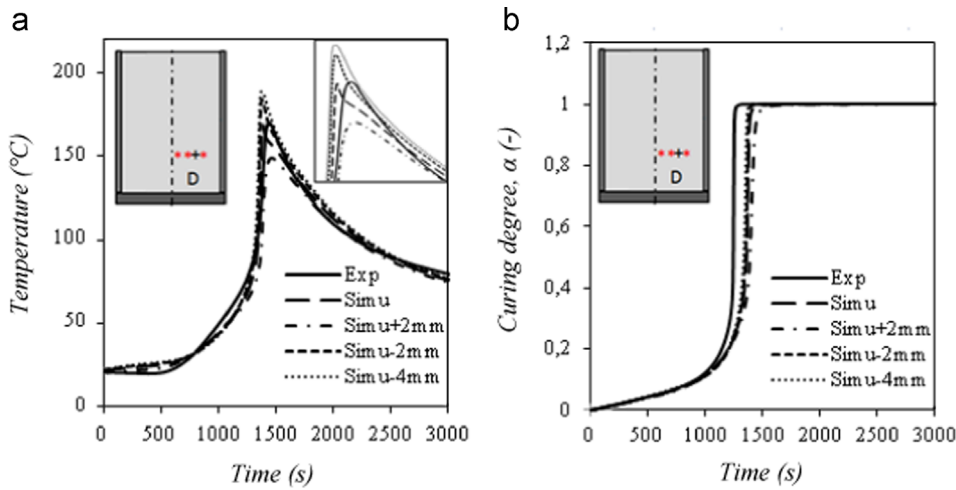 a
Temperature (°C)
200
150
100
50
0
0 500 1000 1500 2000 2500 3000
Time (s)
D
Exp
Simu
Simu+2mm
Simu-2mm
Simu-4mm
b
Curing degree, α (-)
1,2
1
0,8
0,6
0,4
0,2
0
0 500 1000 1500 2000 2500 3000
Time (s)
D
Exp
Simu
Simu+2mm
Simu-2mm
Simu-4mm